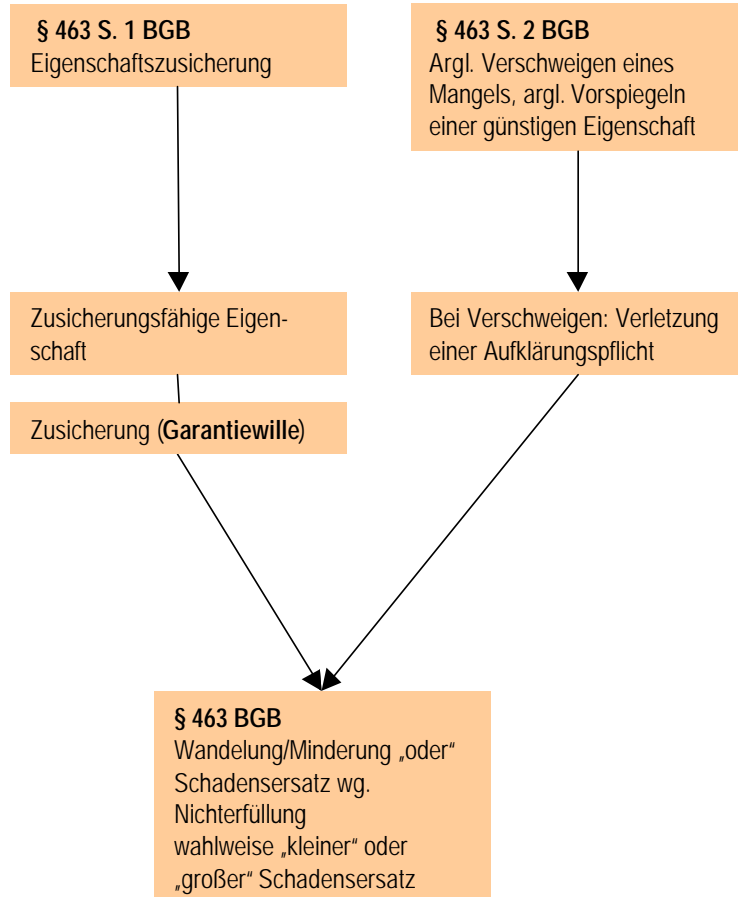 § 463 S. 1 BGB
Eigenschaftszusicherung
§ 463 S. 2 BGB
Argl. Verschweigen eines
Mangels, argl. Vorspiegeln
einer günstigen Eigenschaft
Zusicherungsfähige Eigen-
schaft
Bei Verschweigen: Verletzung
einer Aufklärungspflicht
Zusicherung (Garantiewille)
§ 463 BGB
Wandelung/Minderung „oder“
Schadensersatz wg.
Nichterfüllung
wahlweise „kleiner“ oder
„großer“ Schadensersatz